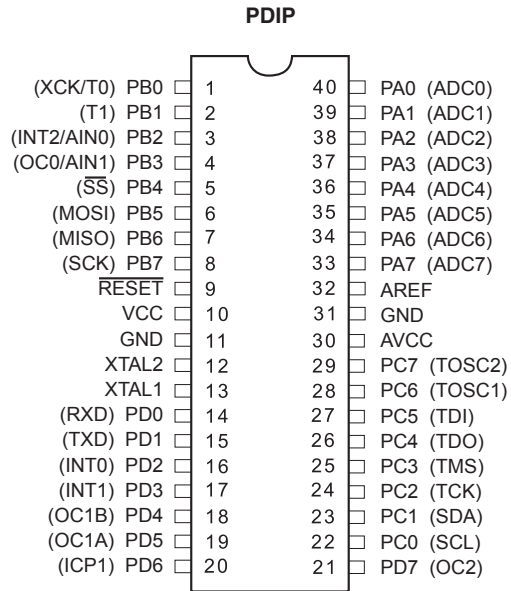 PDIP
(XCK/T0) PB0 1 40 PA0 (ADC0)
(T1) PB1 2 39 PA1 (ADC1)
(INT2/AIN0) PB2 3 38 PA2 (ADC2)
(OC0/AIN1) PB3 4 37 PA3 (ADC3)
(SS) PB4 5 36 PA4 (ADC4)
(MOSI) PB5 6 35 PA5 (ADC5)
(MISO) PB6 7 34 PA6 (ADC6)
(SCK) PB7 8 33 PA7 (ADC7)
RESET 9 32 AREF
VCC 10 31 GND
GND 11 30 AVCC
XTAL2 12 29 PC7 (TOSC2)
XTAL1 13 28 PC6 (TOSC1)
(RXD) PD0 14 27 PC5 (TDI)
(TXD) PD1 15 26 PC4 (TDO)
(INT0) PD2 16 25 PC3 (TMS)
(INT1) PD3 17 24 PC2 (TCK)
(OC1B) PD4 18 23 PC1 (SDA)
(OC1A) PD5 19 22 PC0 (SCL)
(ICP1) PD6 20 21 PD7 (OC2)